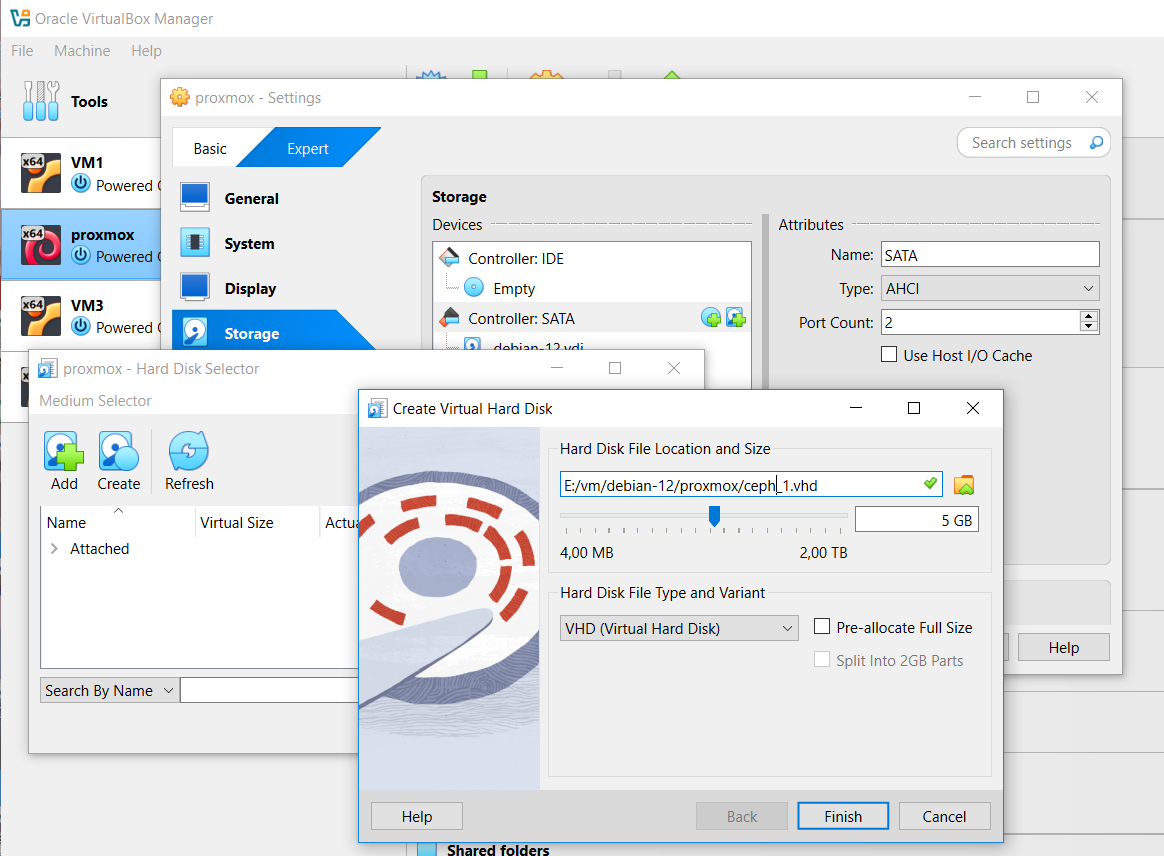 Oracle VirtualBox Manager
File Machine Help
Tools
proxmox - Settings
Basic Expert
Search settings
x64 VM1
Powered
x64 proxmox
Powered
x64 VM3
Powered
x64
General
System
Display
Storage
Storage
Devices
Controller: IDE
Empty
Controller: SATA
debian-12.vdi
Attributes
Name: SATA
Type: AHCI
Port Count: 2
Use Host I/O Cache
Help
proxmox - Hard Disk Selector
Medium Selector
Add Create Refresh
Name Virtual Size
Attached
Search By Name
Create Virtual Hard Disk
Hard Disk File Location and Size
E:/vm/debian-12/proxmox/ceph_1.vhd
5 GB
4,00 MB 2,00 TB
Hard Disk File Type and Variant
VHD (Virtual Hard Disk) Pre-allocate Full Size
Split Into 2GB Parts
Help Back Finish Cancel
Shared folders